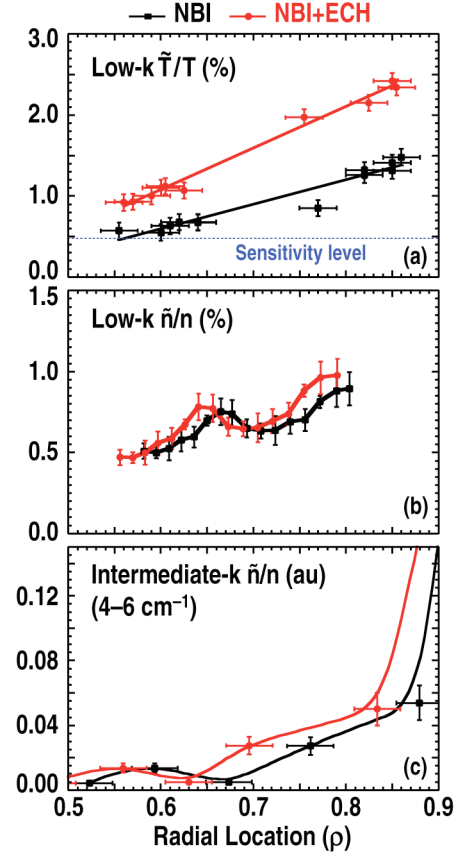 NBI NBI+ECH
3.0
Low-k T̃/T (%)
2.0
1.0
Sensitivity level
0.0
(a)
1.5
Low-k ñ/n (%)
1.0
0.5
(b)
0.0
Intermediate-k ñ/n (au)
0.12
(4–6 cm⁻¹)
0.08
0.04
(c)
0.00
0.5 0.6 0.7 0.8 0.9
Radial Location (ρ)